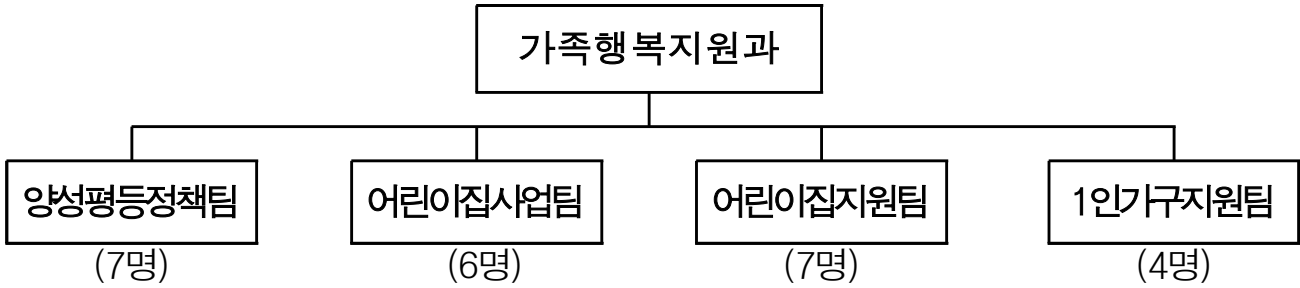 가족행복지원과
양성평등정책팀 어린이집사업팀 어린이집지원팀 1인가구지원팀
(7명) (6명) (7명) (4명)